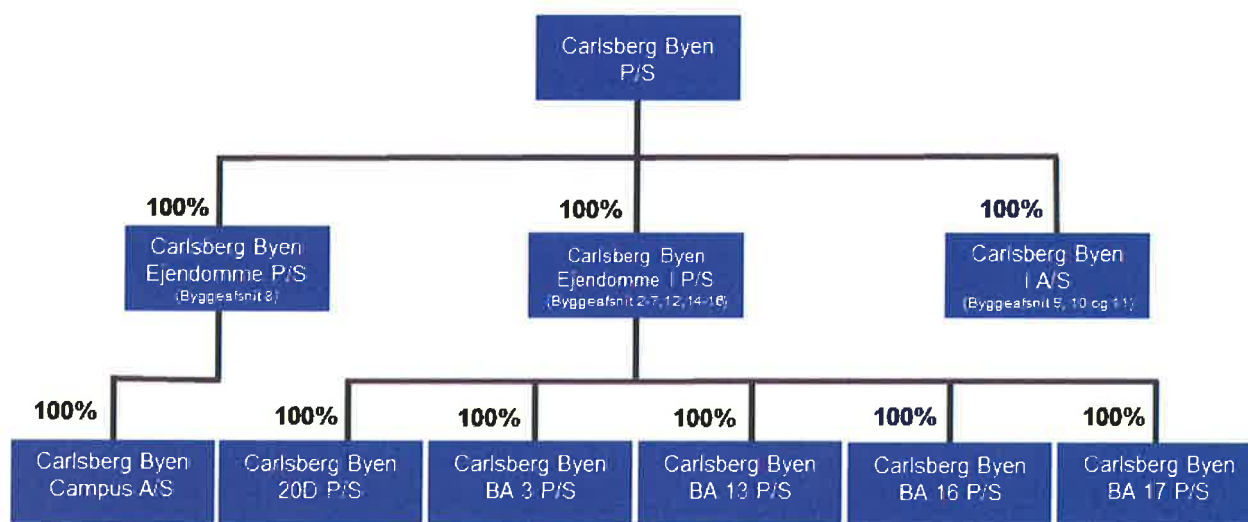 Carlsberg Byen
P/S
100%
100%
100%
Carlsberg Byen
Ejendomme P/S
(Byggeafsnit 8)
Carlsberg Byen
Ejendomme I P/S
(Byggeafsnit 2-7, 12, 14-16)
Carlsberg Byen
I A/S
(Byggeafsnit 9, 10 og 11)
100%
100%
100%
100%
100%
100%
Carlsberg Byen
Campus A/S
Carlsberg Byen
20D P/S
Carlsberg Byen
BA 3 P/S
Carlsberg Byen
BA 13 P/S
Carlsberg Byen
BA 16 P/S
Carlsberg Byen
BA 17 P/S